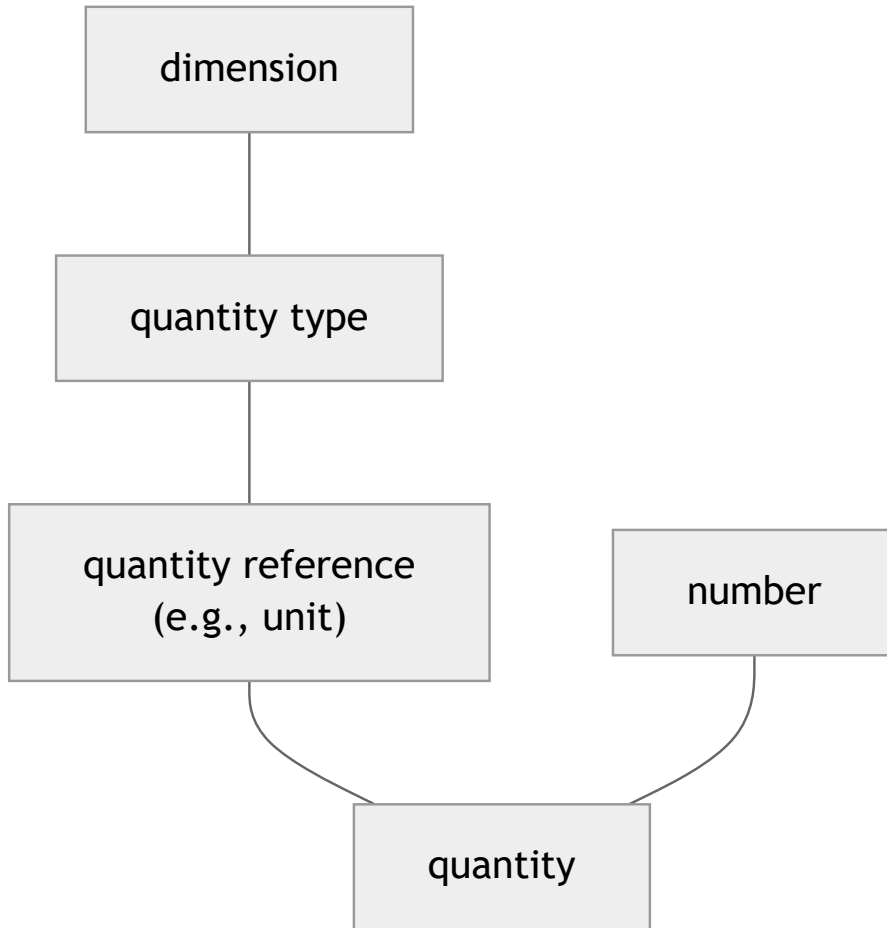 dimension
quantity type
quantity reference
(e.g., unit)
number
quantity